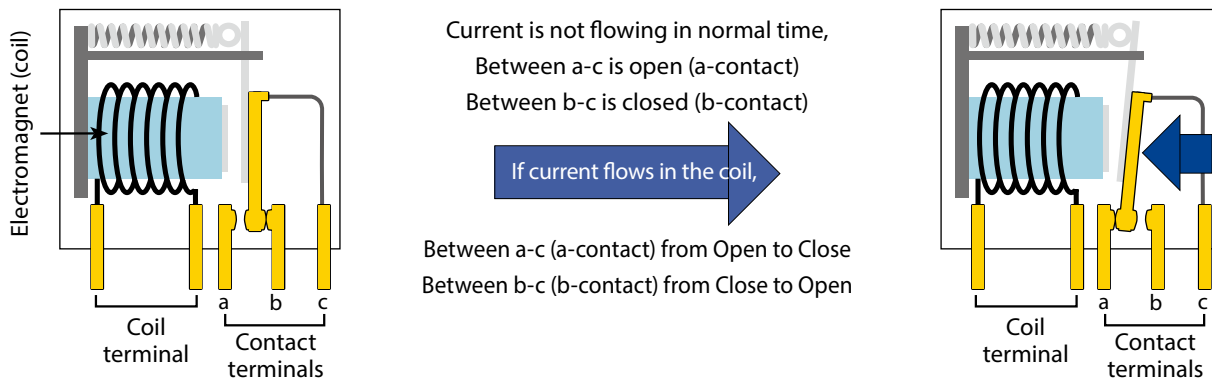 Electromagnet (coil)
a
b
c
Coil
terminal
Contact
terminals
Current is not flowing in normal time,
Between a-c is open (a-contact)
Between b-c is closed (b-contact)
If current flows in the coil,
Between a-c (a-contact) from Open to Close
Between b-c (b-contact) from Close to Open
a
b
c
Coil
terminal
Contact
terminals